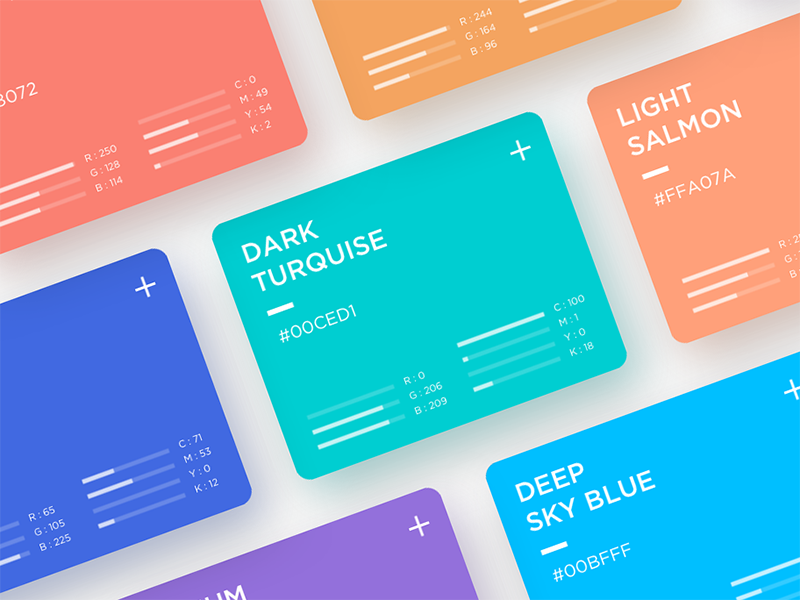 3072
R : 250
G : 128
B : 114
C : 0
M : 49
Y : 54
K : 2
R : 244
G : 164
B : 96
LIGHT
SALMON
#FFA07A
DARK
TURQUISE
#00CED1
R : 0
G : 206
B : 209
C : 100
M : 1
Y : 0
K : 18
R : 65
G : 105
B : 225
C : 71
M : 53
Y : 0
K : 12
DEEP
SKY BLUE
#00BFFF